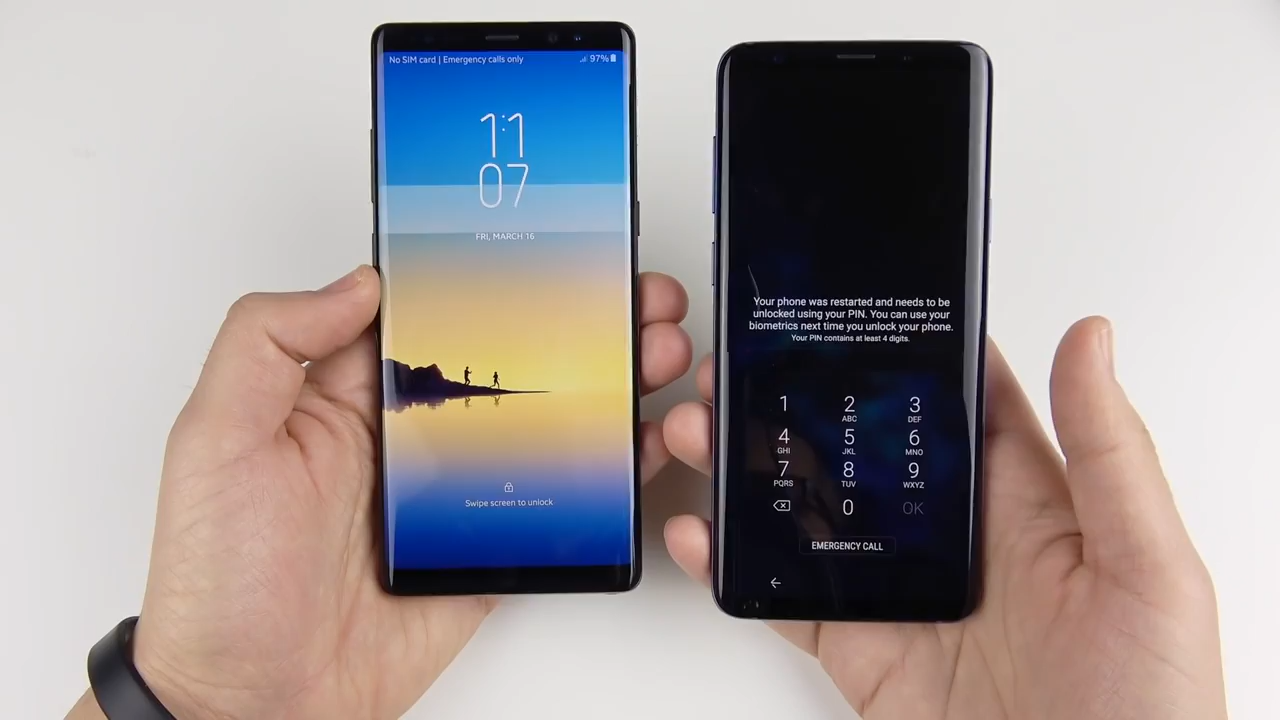 No SIM card | Emergency calls only
97%
11
07
FRI, MARCH 16
Swipe screen to unlock
Your phone was restarted and needs to be
unlocked using your PIN. You can use your
biometrics next time you unlock your phone.
Your PIN contains at least 4 digits.
1 2 3
ABC DEF
4 5 6
GHI JKL MNO
7 8 9
PQRS TUV WXYZ
0 OK
EMERGENCY CALL